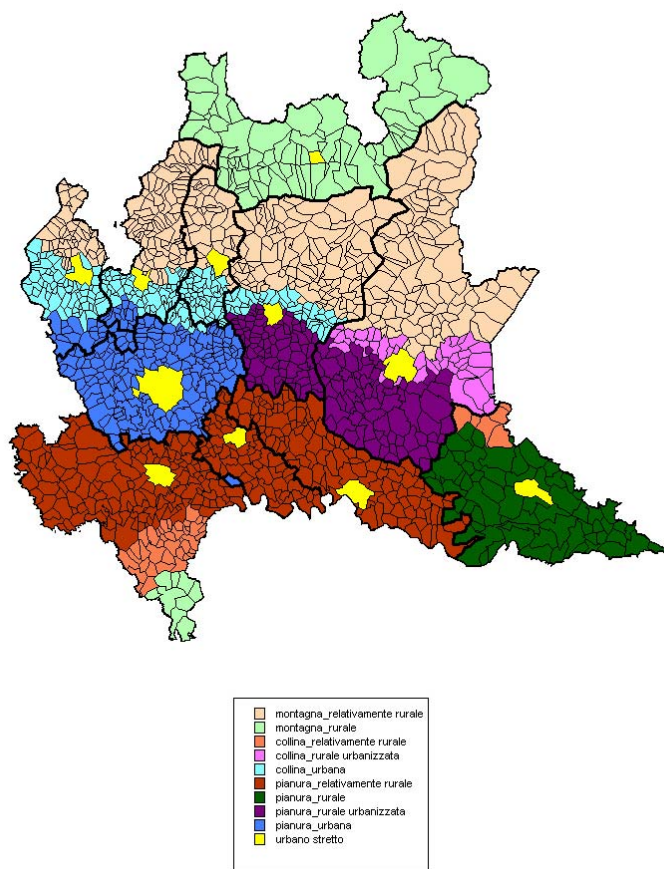 montagna_relativamente rurale
montagna_rurale
collina_relativamente rurale
collina_rurale urbanizzata
collina_urbana
pianura_relativamente rurale
pianura_rurale
pianura_rurale urbanizzata
pianura_urbana
urbano stretto